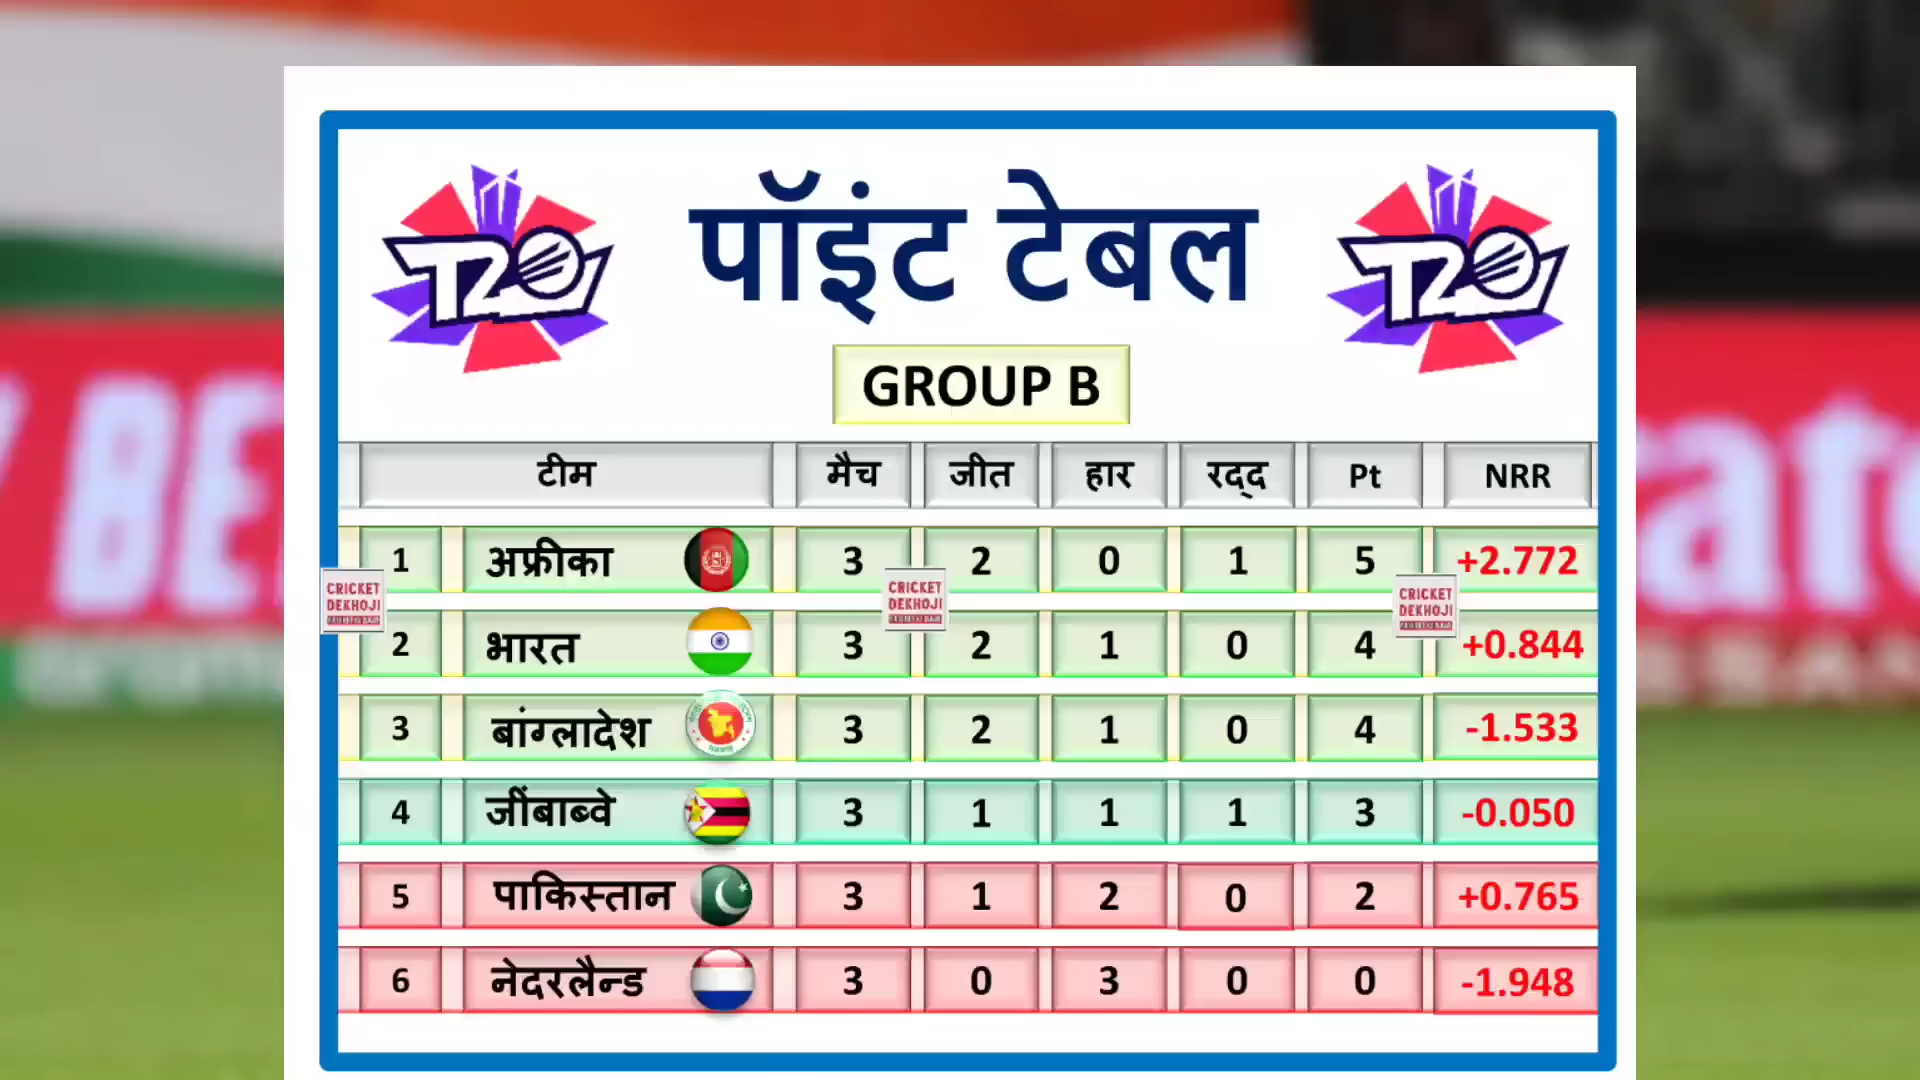 पॉइंट टेबल
T20
T20
GROUP B
टीम मैच जीत हार रद्द Pt NRR
1 अफ्रीका 3 2 0 1 5 +2.772
CRICKET DEKHOJI
CRICKET DEKHOJI
CRICKET DEKHOJI
2 भारत 3 2 1 0 4 +0.844
3 बांग्लादेश 3 2 1 0 4 -1.533
4 जींबाब्वे 3 1 1 1 3 -0.050
5 पाकिस्तान 3 1 2 0 2 +0.765
6 नेदरलैन्ड 3 0 3 0 0 -1.948